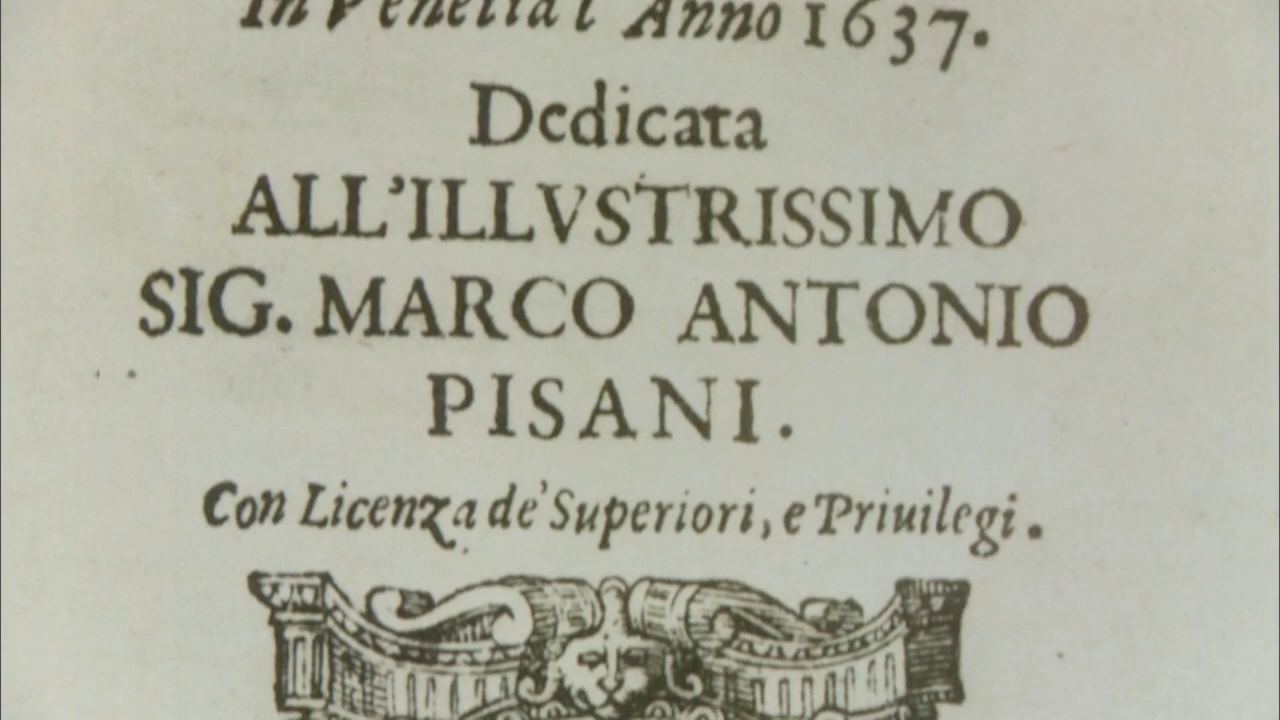 In Venetia l'Anno 1637.
Dedicata
ALL'ILLVSTRISSIMO
SIG. MARCO ANTONIO
PISANI.
Con Licenza de' Superiori, e Priuilegi.